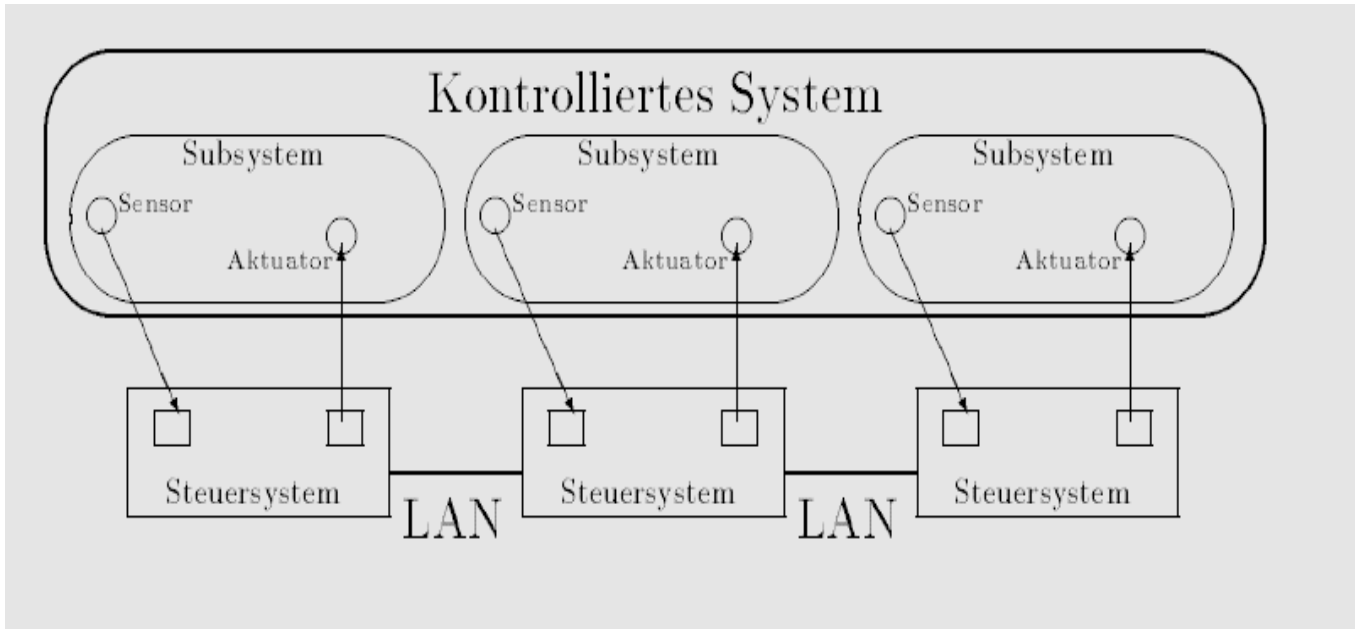 Kontrolliertes System
Subsystem Subsystem Subsystem
Sensor Sensor Sensor
Aktuator Aktuator Aktuator
Steuersystem Steuersystem Steuersystem
LAN LAN